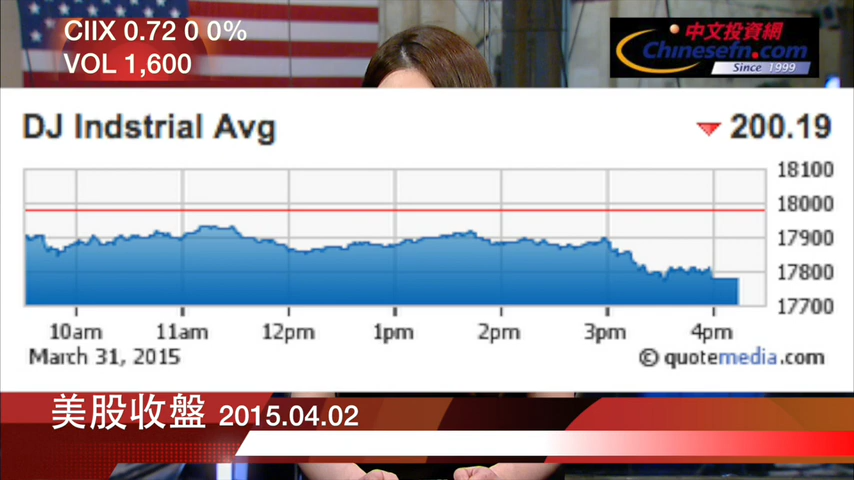 CIIX 0.72 0 0%
VOL 1,600
中文投資網
Chinesefn.com
Since 1999
DJ Indstrial Avg
200.19
18100
18000
17900
17800
17700
10am 11am 12pm 1pm 2pm 3pm 4pm
March 31, 2015
© quotemedia.com
美股收盤 2015.04.02